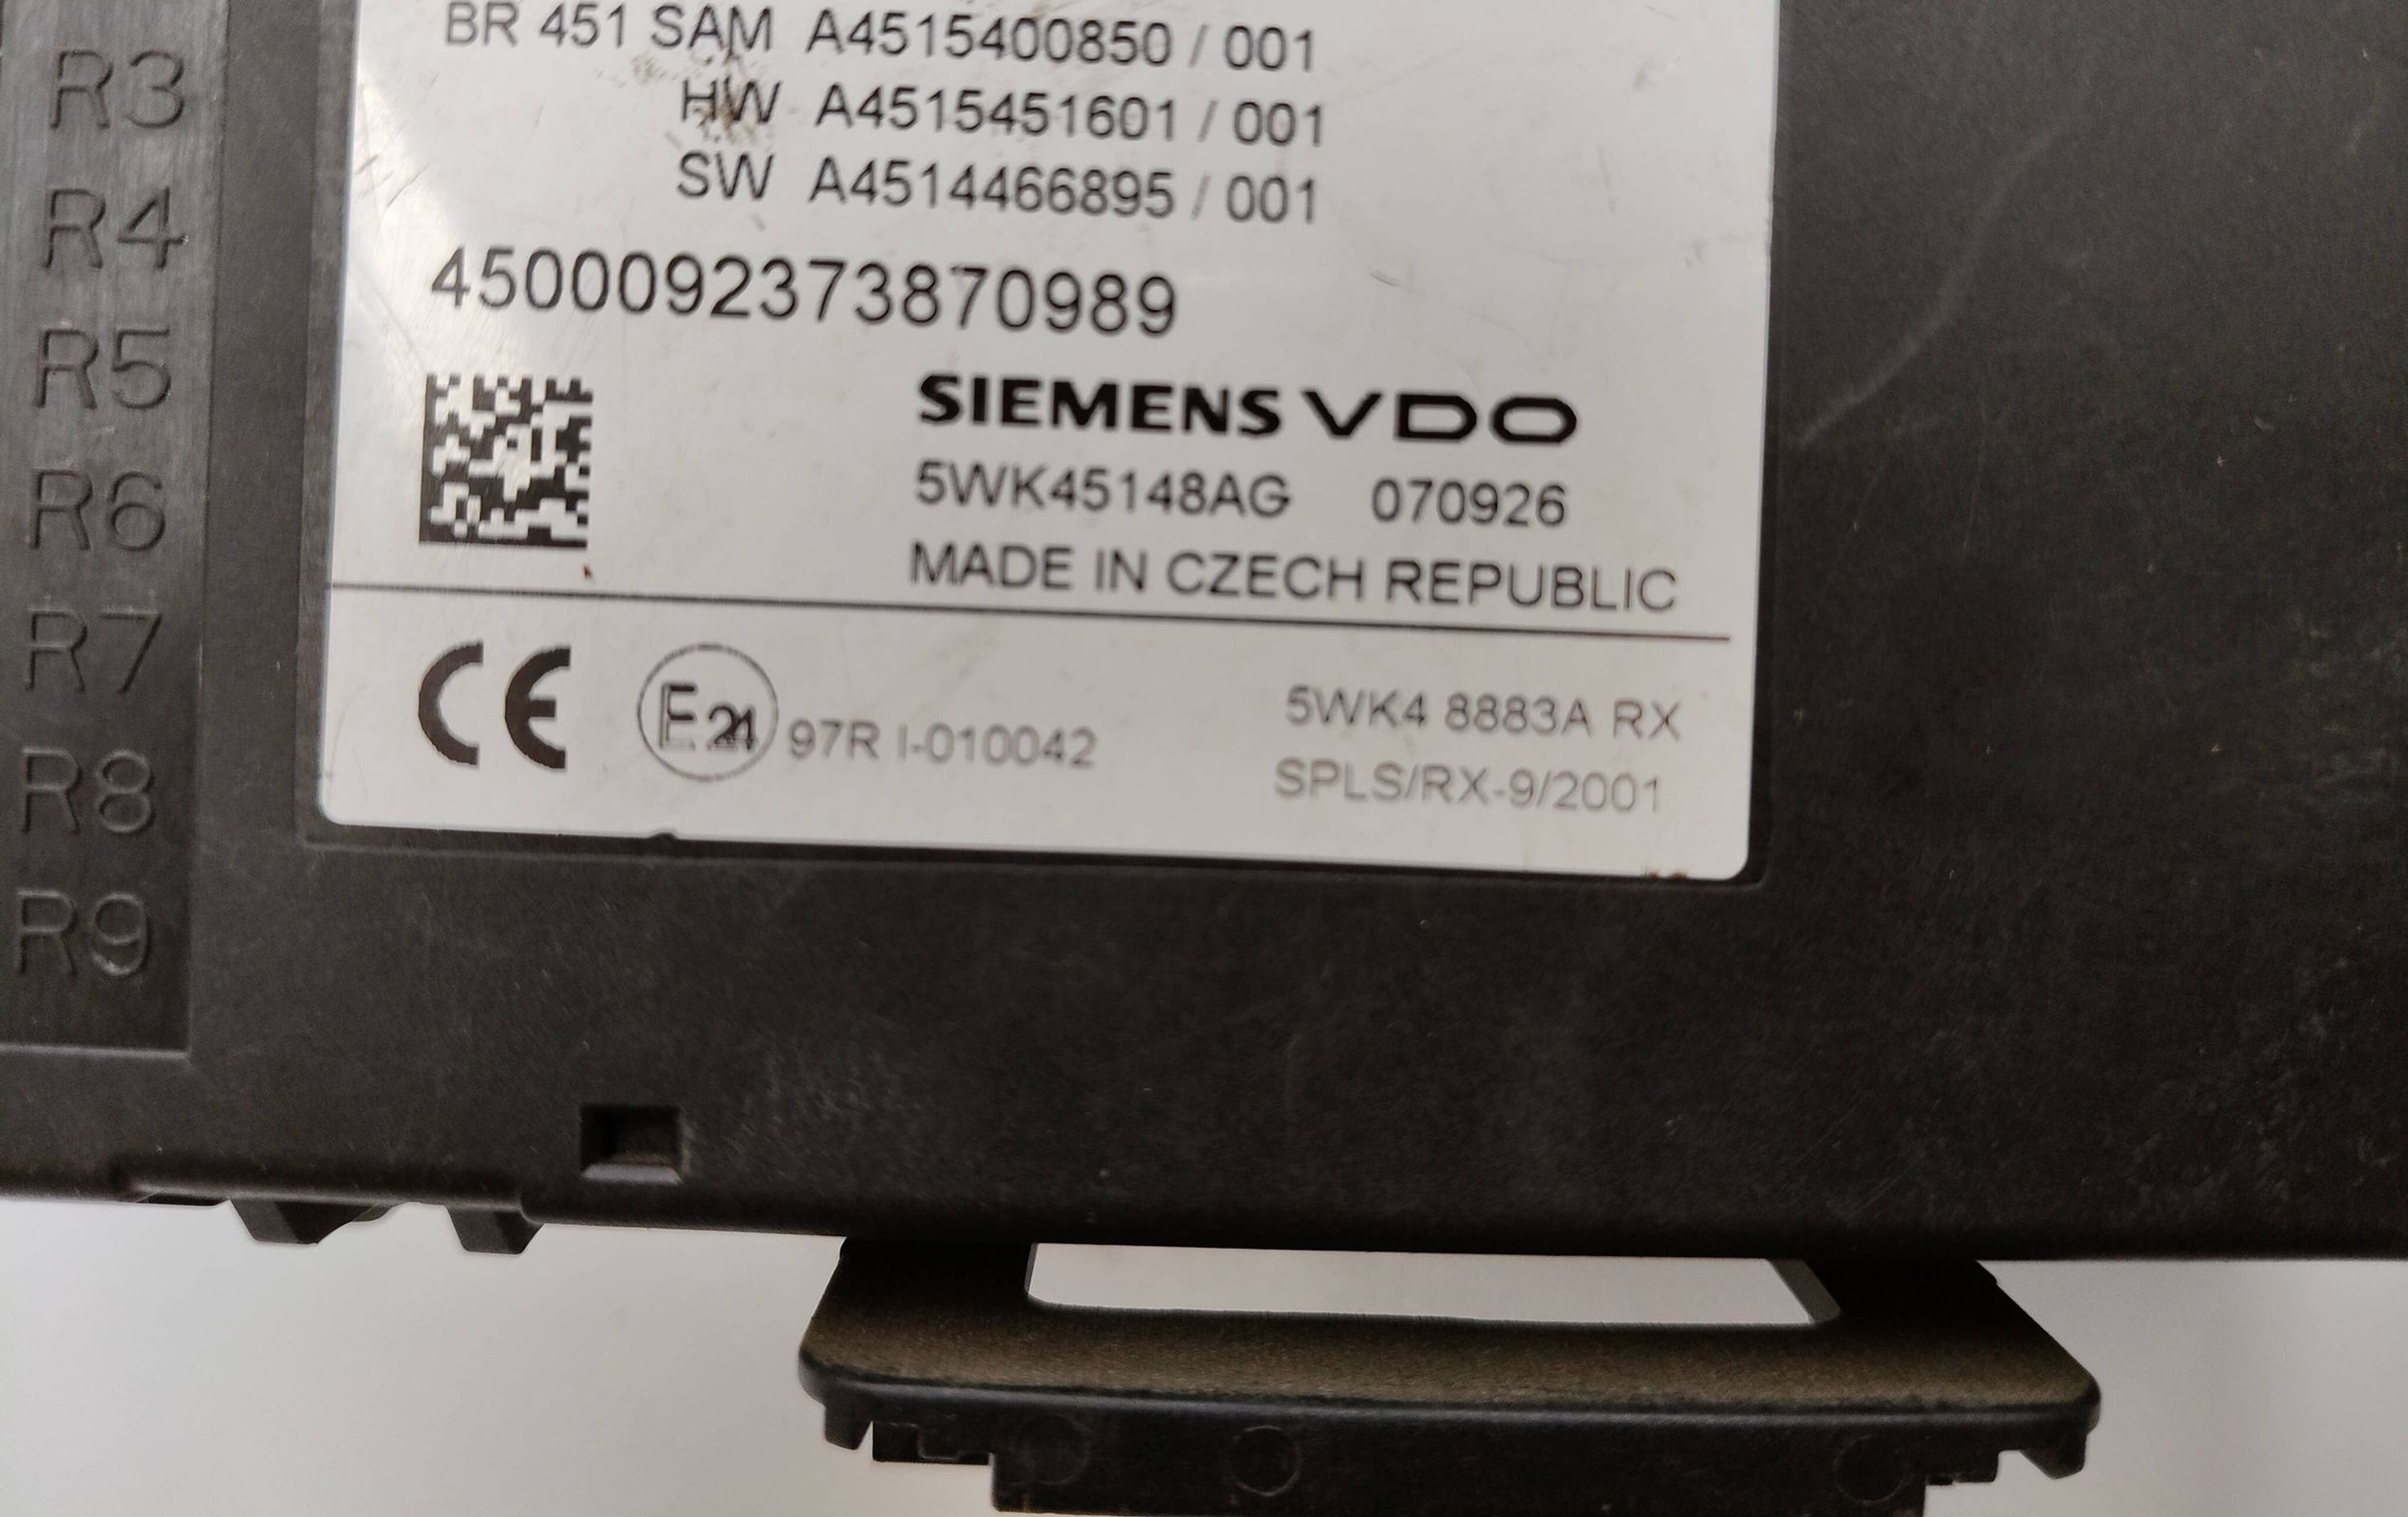 BR 451 SAM A4515400850 / 001
HW A4515451601 / 001
SW A4514466895 / 001
4500092373870989
SIEMENS VDO
5WK45148AG 070926
MADE IN CZECH REPUBLIC
CE E24 97R I-010042
5WK4 8883A RX
SPLS/RX-9/2001
R3
R4
R5
R6
R7
R8
R9